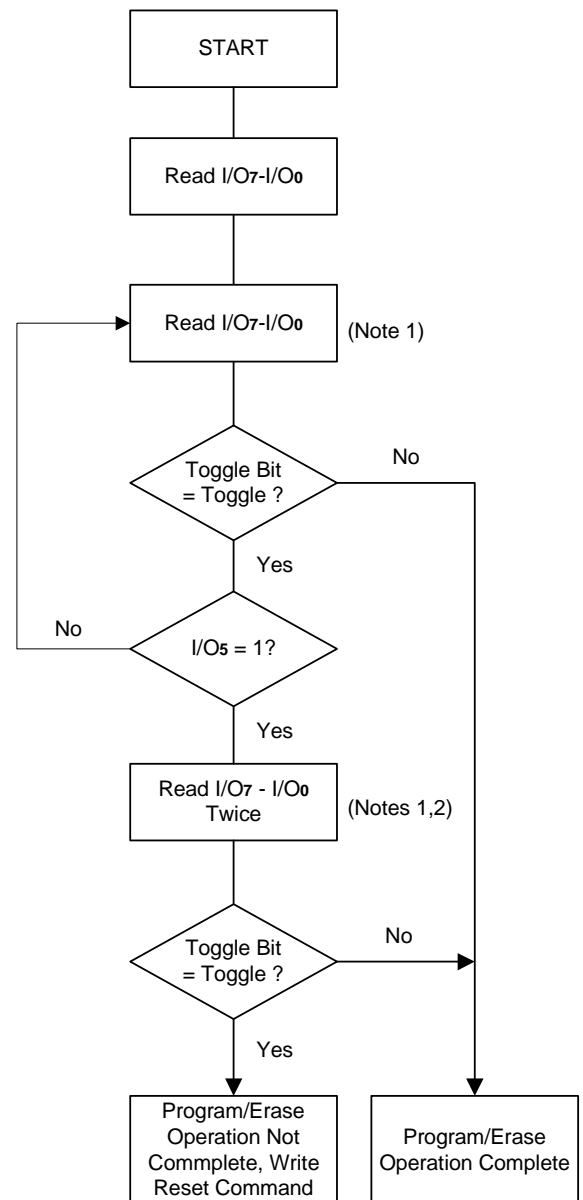 START
Read I/O7-I/O0
Read I/O7-I/O0
(Note 1)
Toggle Bit
= Toggle ?
No
Yes
I/O5 = 1?
No
Yes
Read I/O7 - I/O0
Twice
(Notes 1,2)
Toggle Bit
= Toggle ?
No
Yes
Program/Erase
Operation Not
Commplete, Write
Reset Command
Program/Erase
Operation Complete